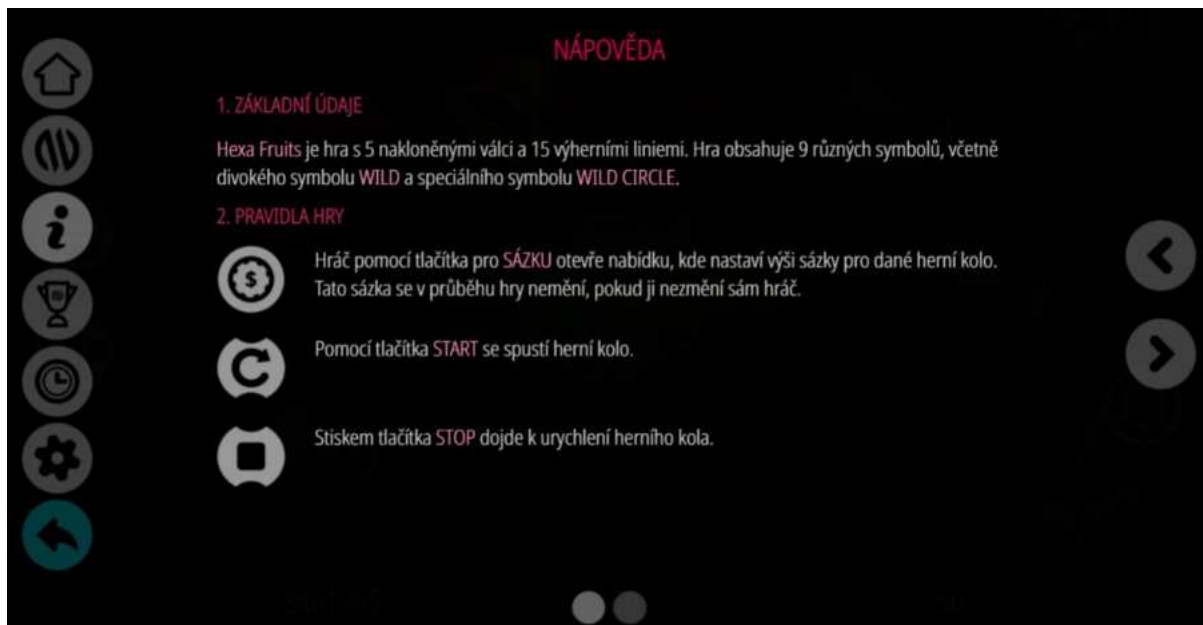 NÁPOVĚDA
1. ZÁKLADNÍ ÚDAJE
Hexa Fruits je hra s 5 nakloněnými válci a 15 výherními liniemi. Hra obsahuje 9 různých symbolů, včetně
divokého symbolu WILD a speciálního symbolu WILD CIRCLE.
2. PRAVIDLA HRY
Hráč pomocí tlačítka pro SÁZKU otevře nabídku, kde nastaví výši sázky pro dané herní kolo.
Tato sázka se v průběhu hry nemění, pokud ji nezmění sám hráč.
Pomocí tlačítka START se spustí herní kolo.
Stiskem tlačítka STOP dojde k urychlení herního kola.